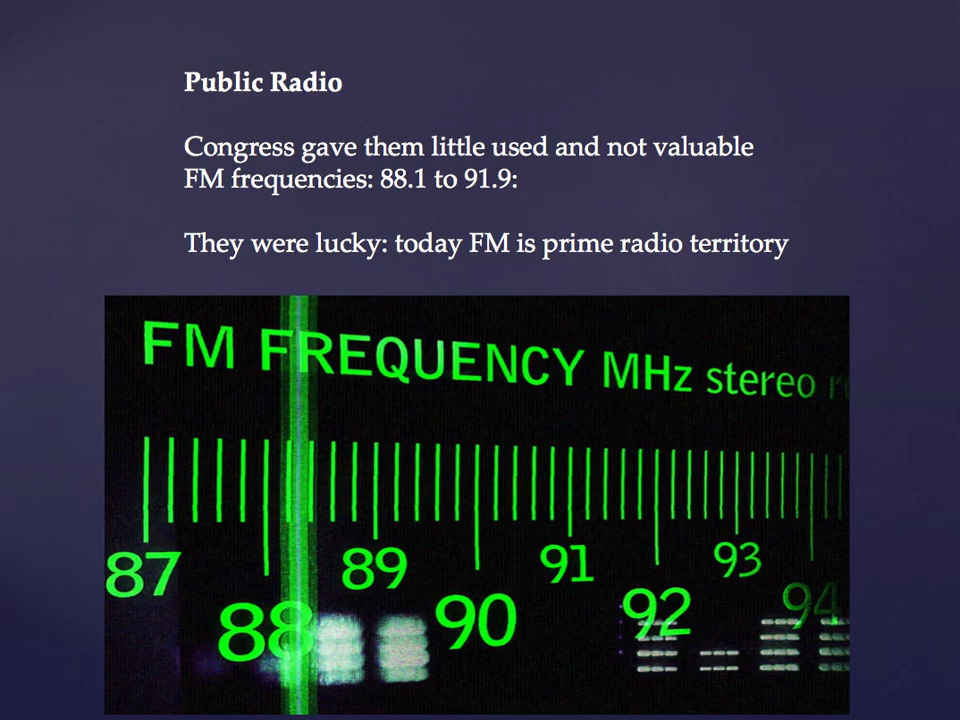 Public Radio
Congress gave them little used and not valuable
FM frequencies: 88.1 to 91.9:
They were lucky: today FM is prime radio territory
FM FREQUENCY MHz stereo
87 88 89 90 91 92 93 94